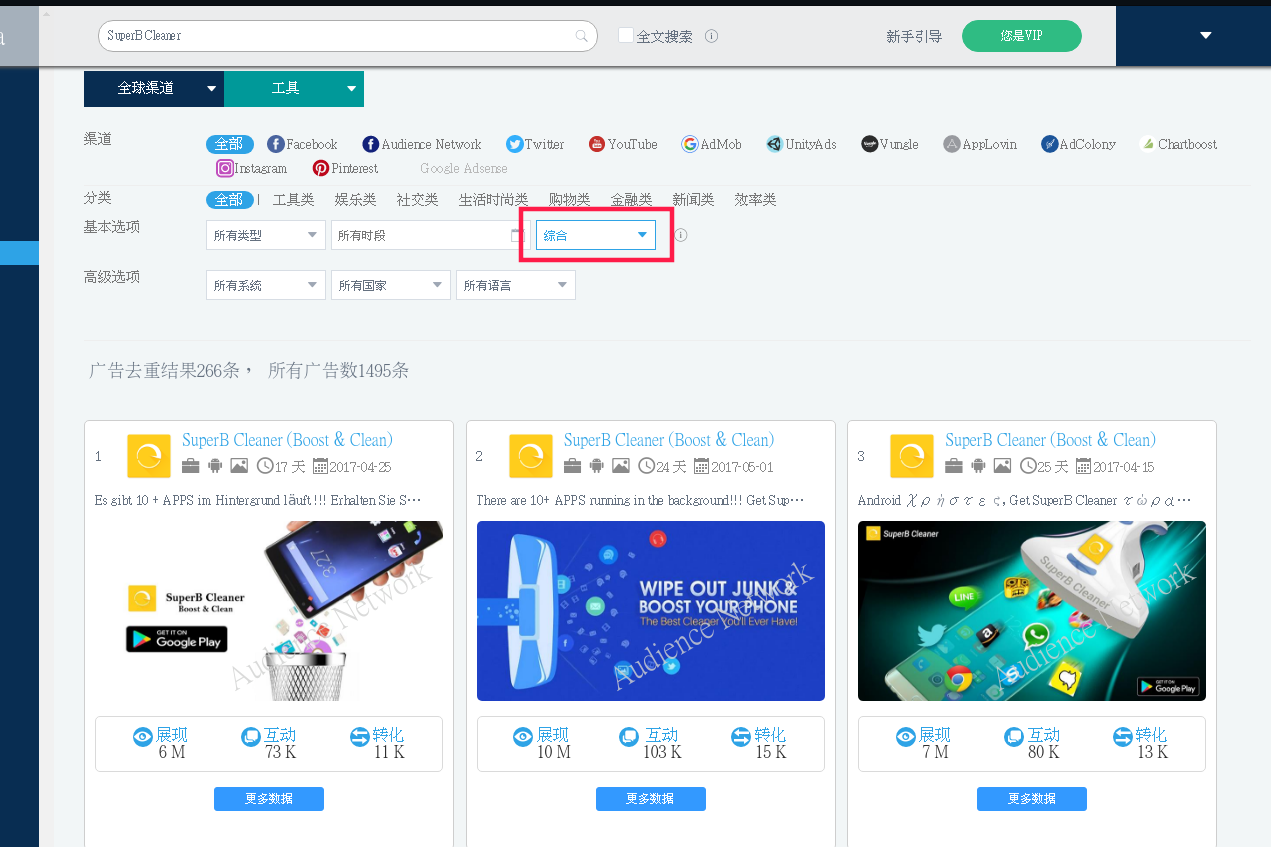 a
SuperB Cleaner
全文搜索
新手引导
您是VIP
全球渠道
工具
渠道
全部
Facebook
Audience Network
Twitter
YouTube
AdMob
UnityAds
Vungle
AppLovin
AdColony
Chartboost
Instagram
Pinterest
Google Adsense
分类
全部
工具类
娱乐类
社交类
生活时尚类
购物类
金融类
新闻类
效率类
基本选项
所有类型
所有时段
综合
高级选项
所有系统
所有国家
所有语言
广告去重结果266条， 所有广告数1495条
1
SuperB Cleaner (Boost & Clean)
17 天
2017-04-25
Es gibt 10 + APPS im Hintergrund läuft!!! Erhalten Sie S…
3:27
SuperB Cleaner
Boost & Clean
GET IT ON
Google Play
Audience Network
展现
6 M
互动
73 K
转化
11 K
更多数据
2
SuperB Cleaner (Boost & Clean)
24 天
2017-05-01
There are 10+ APPS running in the background!!! Get Sup…
WIPE OUT JUNK &
BOOST YOUR PHONE
The Best Cleaner You'll Ever Have!
Audience Network
展现
10 M
互动
103 K
转化
15 K
更多数据
3
SuperB Cleaner (Boost & Clean)
25 天
2017-04-15
Android χρήστες, Get SuperB Cleaner τώρα…
SuperB Cleaner
SuperB Cleaner
LINE
GET IT ON
Google Play
Audience Network
展现
7 M
互动
80 K
转化
13 K
更多数据